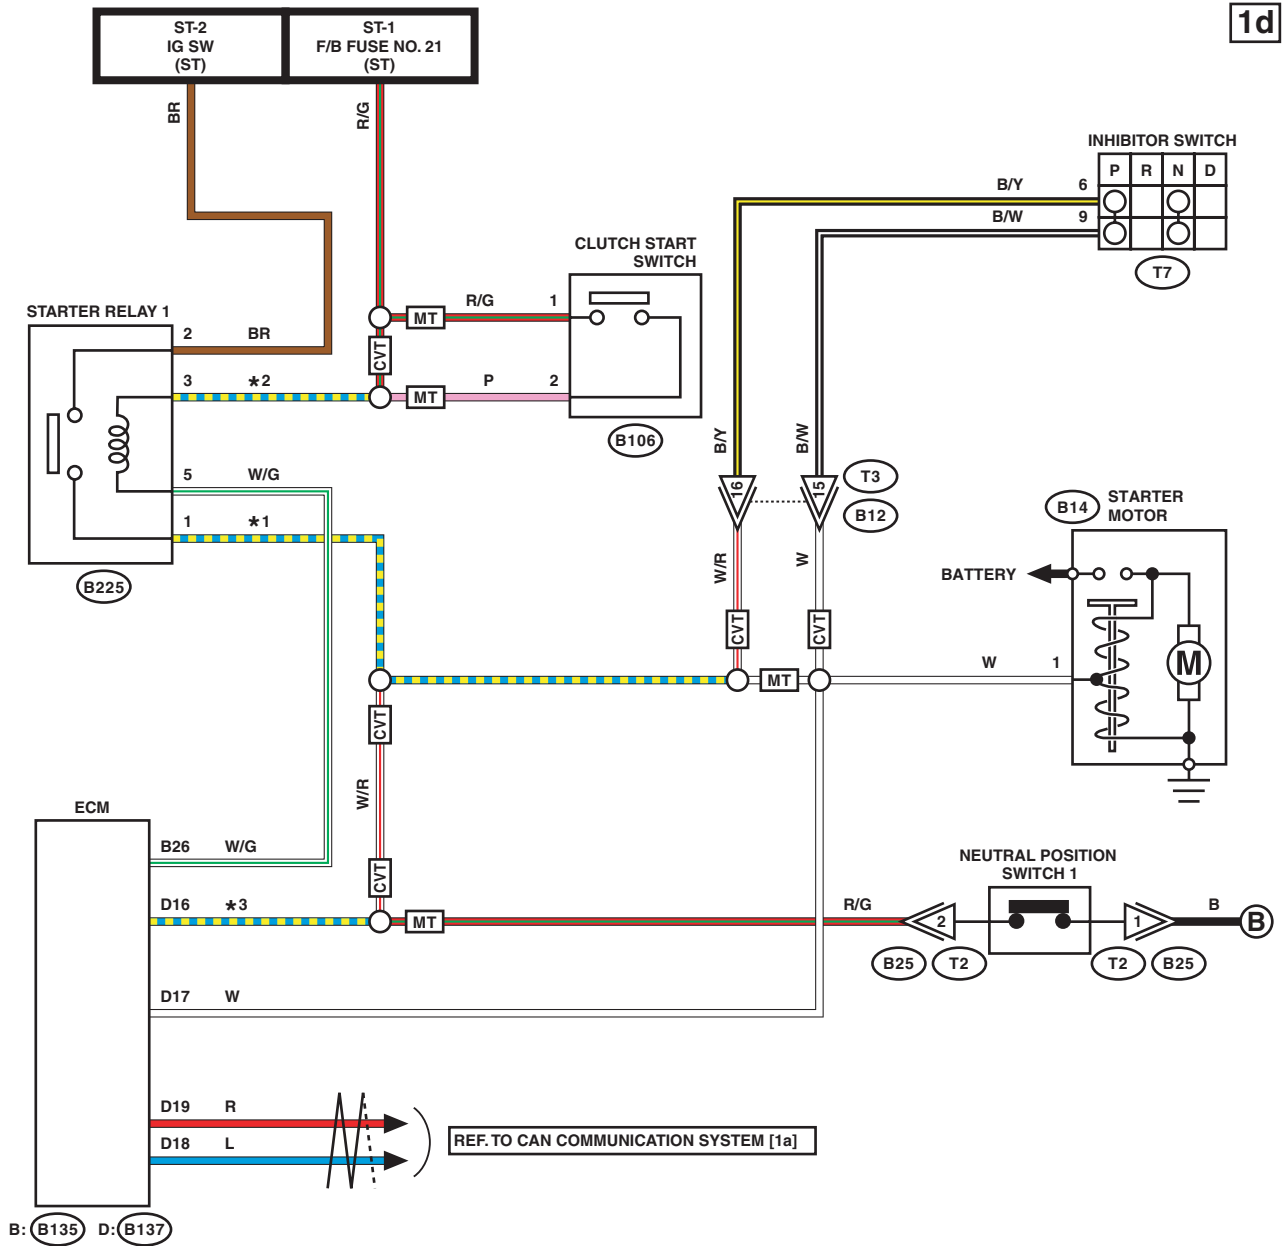 1d
ST-2
IG SW
(ST)
ST-1
F/B FUSE NO. 21
(ST)
BR
R/G
INHIBITOR SWITCH
P R N D
B/Y 6
B/W 9
T7
CLUTCH START
SWITCH
R/G 1
MT
CVT
MT
P 2
B106
STARTER RELAY 1
2 BR
3 *2
5 W/G
1 *1
B225
B/Y
B/W
16
15
T3
B12
W/R
W
CVT
CVT
B14
STARTER
MOTOR
BATTERY
M
MT
W 1
CVT
W/R
CVT
ECM
B26 W/G
D16 *3
MT
R/G
NEUTRAL POSITION
SWITCH 1
2
1
B
B
B25
T2
T2
B25
D17 W
D19 R
D18 L
REF. TO CAN COMMUNICATION SYSTEM [1a]
B: B135 D: B137